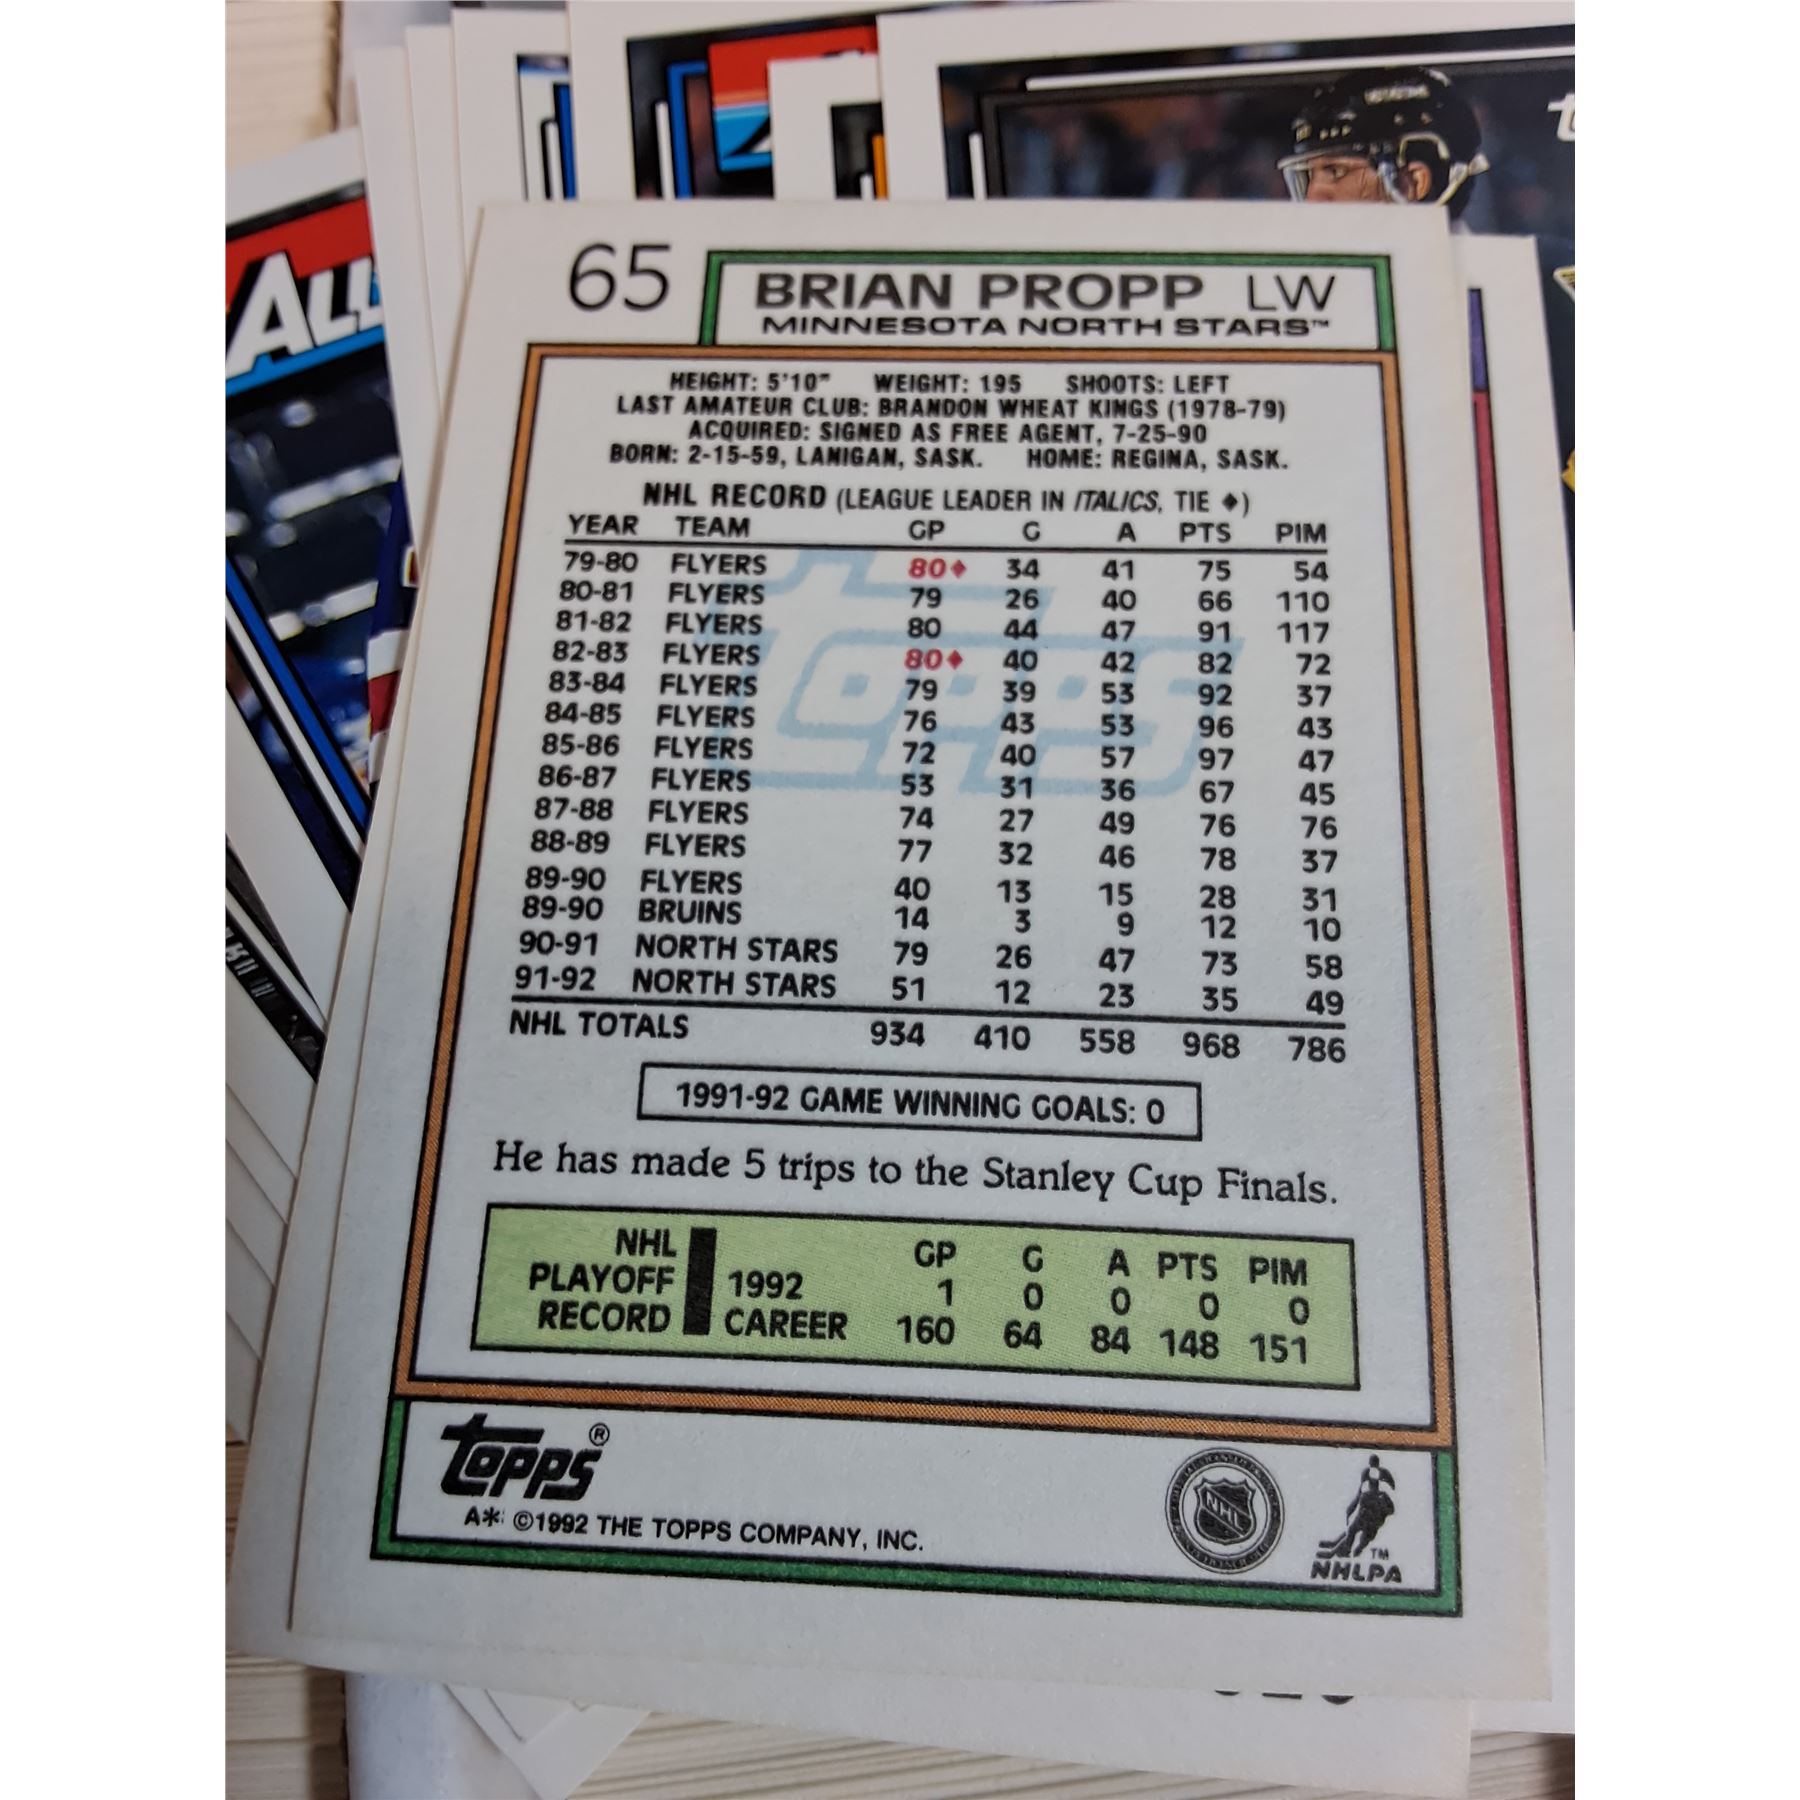 ALL
65
BRIAN PROPP LW
MINNESOTA NORTH STARS™
HEIGHT: 5'10" WEIGHT: 195 SHOOTS: LEFT
LAST AMATEUR CLUB: BRANDON WHEAT KINGS (1978-79)
ACQUIRED: SIGNED AS FREE AGENT, 7-25-90
BORN: 2-15-59, LANIGAN, SASK. HOME: REGINA, SASK.
NHL RECORD (LEAGUE LEADER IN ITALICS, TIE ♦)
YEAR TEAM GP G A PTS PIM
79-80 FLYERS 80♦ 34 41 75 54
80-81 FLYERS 79 26 40 66 110
81-82 FLYERS 80 44 47 91 117
82-83 FLYERS 80♦ 40 42 82 72
83-84 FLYERS 79 39 53 92 37
84-85 FLYERS 76 43 53 96 43
85-86 FLYERS 72 40 57 97 47
86-87 FLYERS 53 31 36 67 45
87-88 FLYERS 74 27 49 76 76
88-89 FLYERS 77 32 46 78 37
89-90 FLYERS 40 13 15 28 31
89-90 BRUINS 14 3 9 12 10
90-91 NORTH STARS 79 26 47 73 58
91-92 NORTH STARS 51 12 23 35 49
NHL TOTALS 934 410 558 968 786
topps
1991-92 GAME WINNING GOALS: 0
He has made 5 trips to the Stanley Cup Finals.
NHL PLAYOFF RECORD
GP G A PTS PIM
1992 1 0 0 0 0
CAREER 160 64 84 148 151
topps®
A* ©1992 THE TOPPS COMPANY, INC.
NHL
™
NHLPA